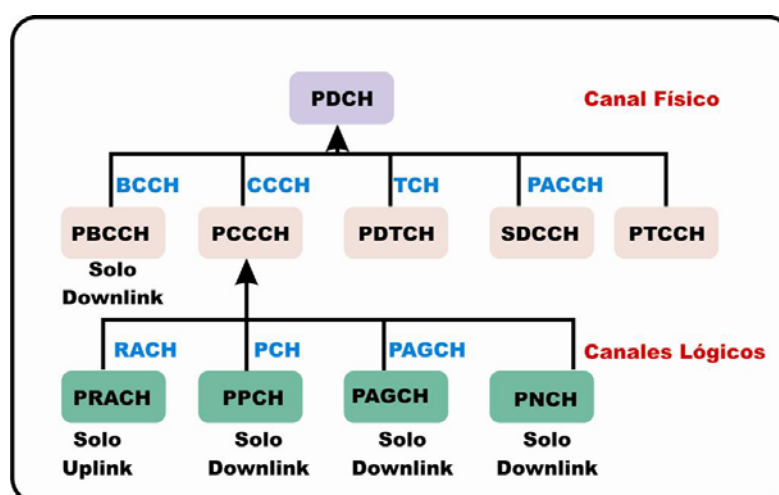 PDCH
Canal Físico
BCCH
CCCH
TCH
PACCH
PBCCH
PCCCH
PDTCH
SDCCH
PTCCH
Solo
Downlink
RACH
PCH
PAGCH
Canales Lógicos
PRACH
PPCH
PAGCH
PNCH
Solo
Uplink
Solo
Downlink
Solo
Downlink
Solo
Downlink